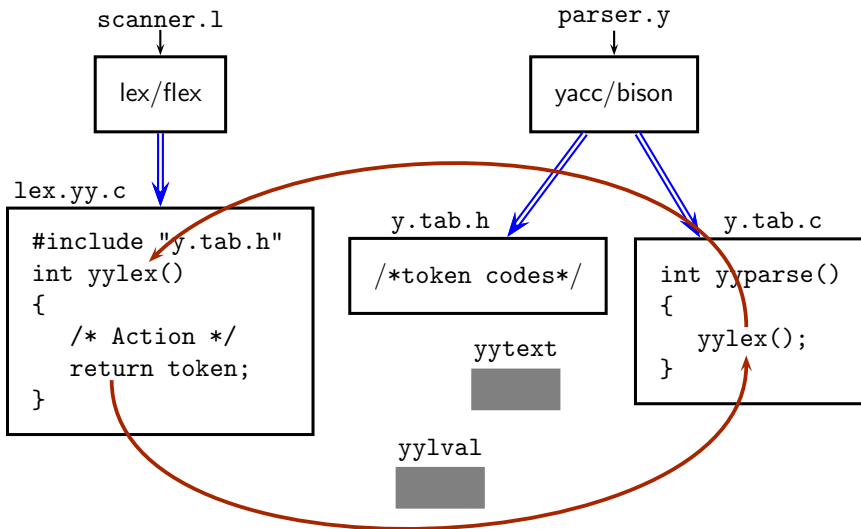 scanner.l
parser.y
lex/flex
yacc/bison
lex.yy.c
#include "y.tab.h"
int yylex()
{
/* Action */
return token;
}
y.tab.h
/*token codes*/
y.tab.c
int yyparse()
{
yylex();
}
yytext
yylval